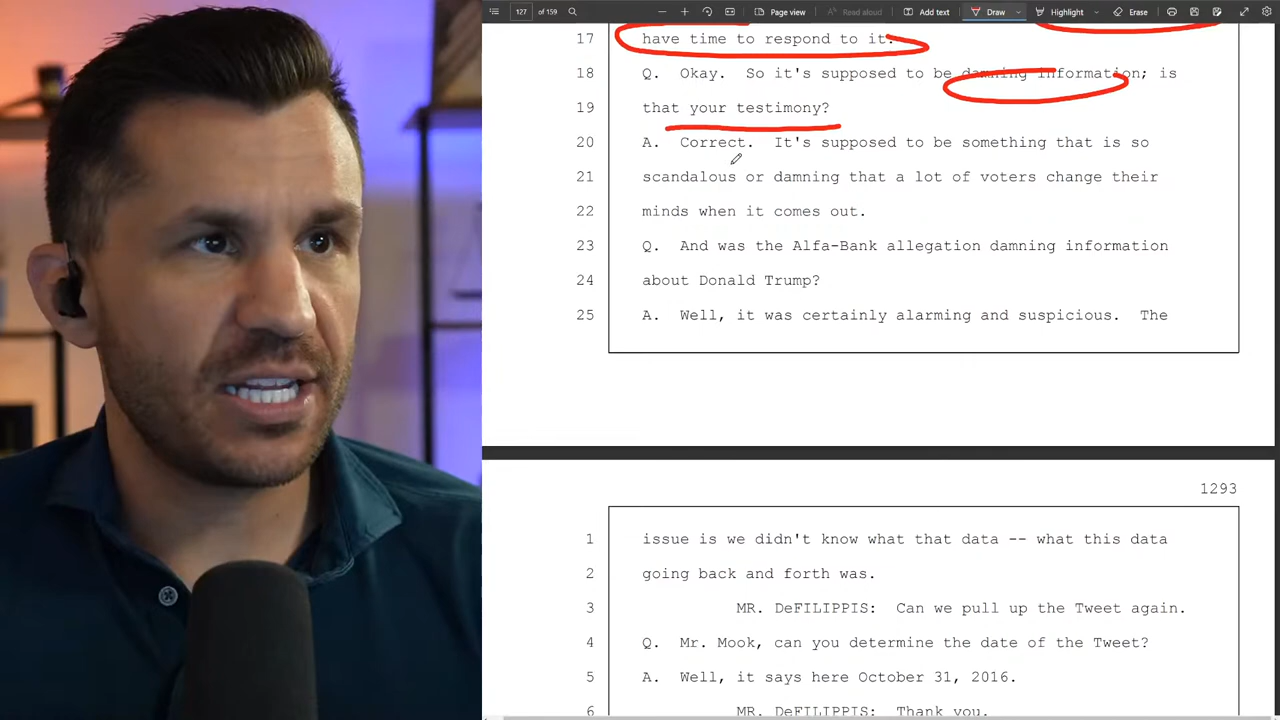 127 of 159 Page view Read aloud Add text Draw Highlight Erase
17 have time to respond to it.
18 Q. Okay. So it's supposed to be damning information; is
19 that your testimony?
20 A. Correct. It's supposed to be something that is so
21 scandalous or damning that a lot of voters change their
22 minds when it comes out.
23 Q. And was the Alfa-Bank allegation damning information
24 about Donald Trump?
25 A. Well, it was certainly alarming and suspicious. The
1293
1 issue is we didn't know what that data -- what this data
2 going back and forth was.
3 MR. DeFILIPPIS: Can we pull up the Tweet again.
4 Q. Mr. Mook, can you determine the date of the Tweet?
5 A. Well, it says here October 31, 2016.
6 MR. DeFILIPPIS: Thank you.